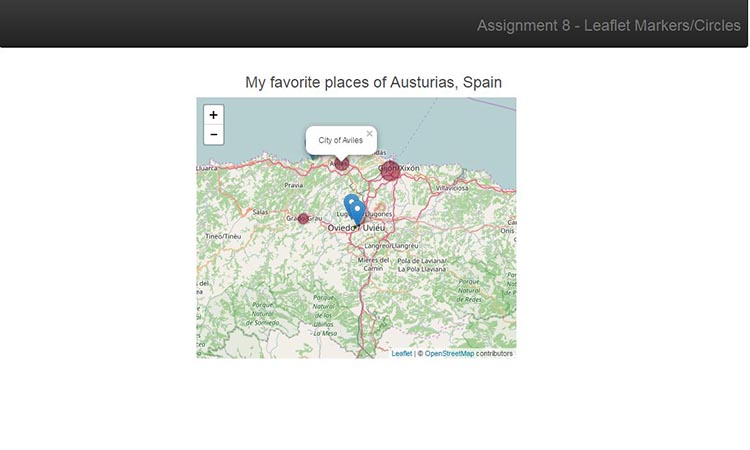 Assignment 8 - Leaflet Markers/Circles
My favorite places of Austurias, Spain
+
−
City of Aviles
×
Lluarca
Pravia
Gijón/Xixón
Villaviciosa
Salas
Grado/Grau
Tineo/Tinéu
Oviedo / Uviéu
Langreo/Llangréu
Mieres del
Camín
Pola de Laviana/
La Pola Llaviana
Parque
Natural
de Somiedo
Parque
Natural de
las
Ubiñas
La Mesa
Parque
Natural
de Redes
Leaflet | © OpenStreetMap contributors